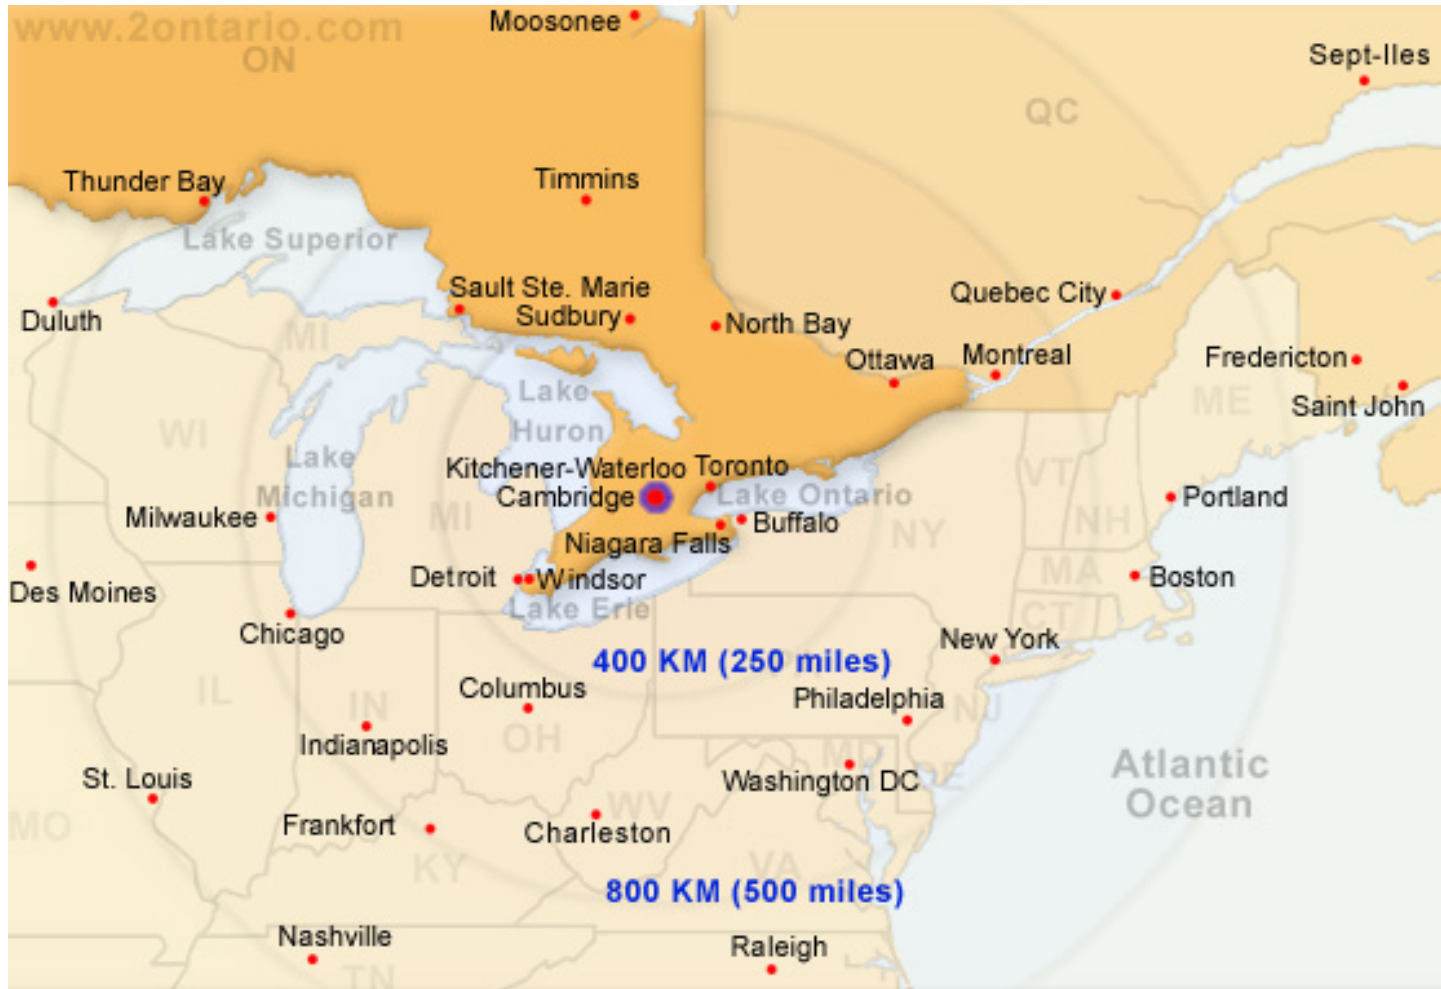 www.2ontario.com
Moosonee
ON
Sept-Iles
QC
Thunder Bay
Timmins
Lake Superior
Sault Ste. Marie
Quebec City
Duluth
Sudbury
North Bay
MI
Ottawa
Montreal
Fredericton
Lake
Huron
ME
Saint John
WI
Lake
Michigan
Kitchener-Waterloo
Cambridge
Toronto
Lake Ontario
VT
NH
Portland
Milwaukee
MI
Buffalo
NY
Niagara Falls
Des Moines
Detroit
Windsor
MA
Boston
Lake Erie
CT
Chicago
New York
400 KM (250 miles)
PA
IL
IN
Columbus
Philadelphia
NJ
Indianapolis
OH
MD
DE
St. Louis
Washington DC
Atlantic
Ocean
MO
Frankfort
WV
Charleston
KY
VA
800 KM (500 miles)
Nashville
Raleigh
TN